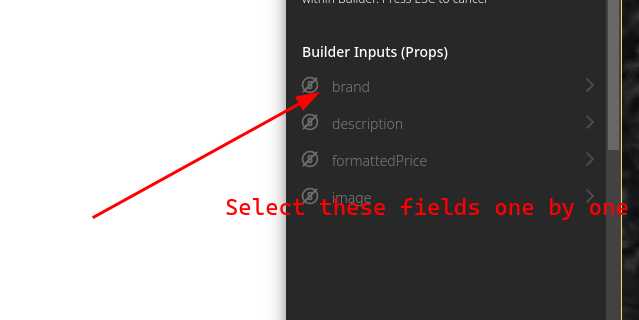 within Builder. Press ESC to cancel
Builder Inputs (Props)
brand
description
formattedPrice
image
Select these fields one by one